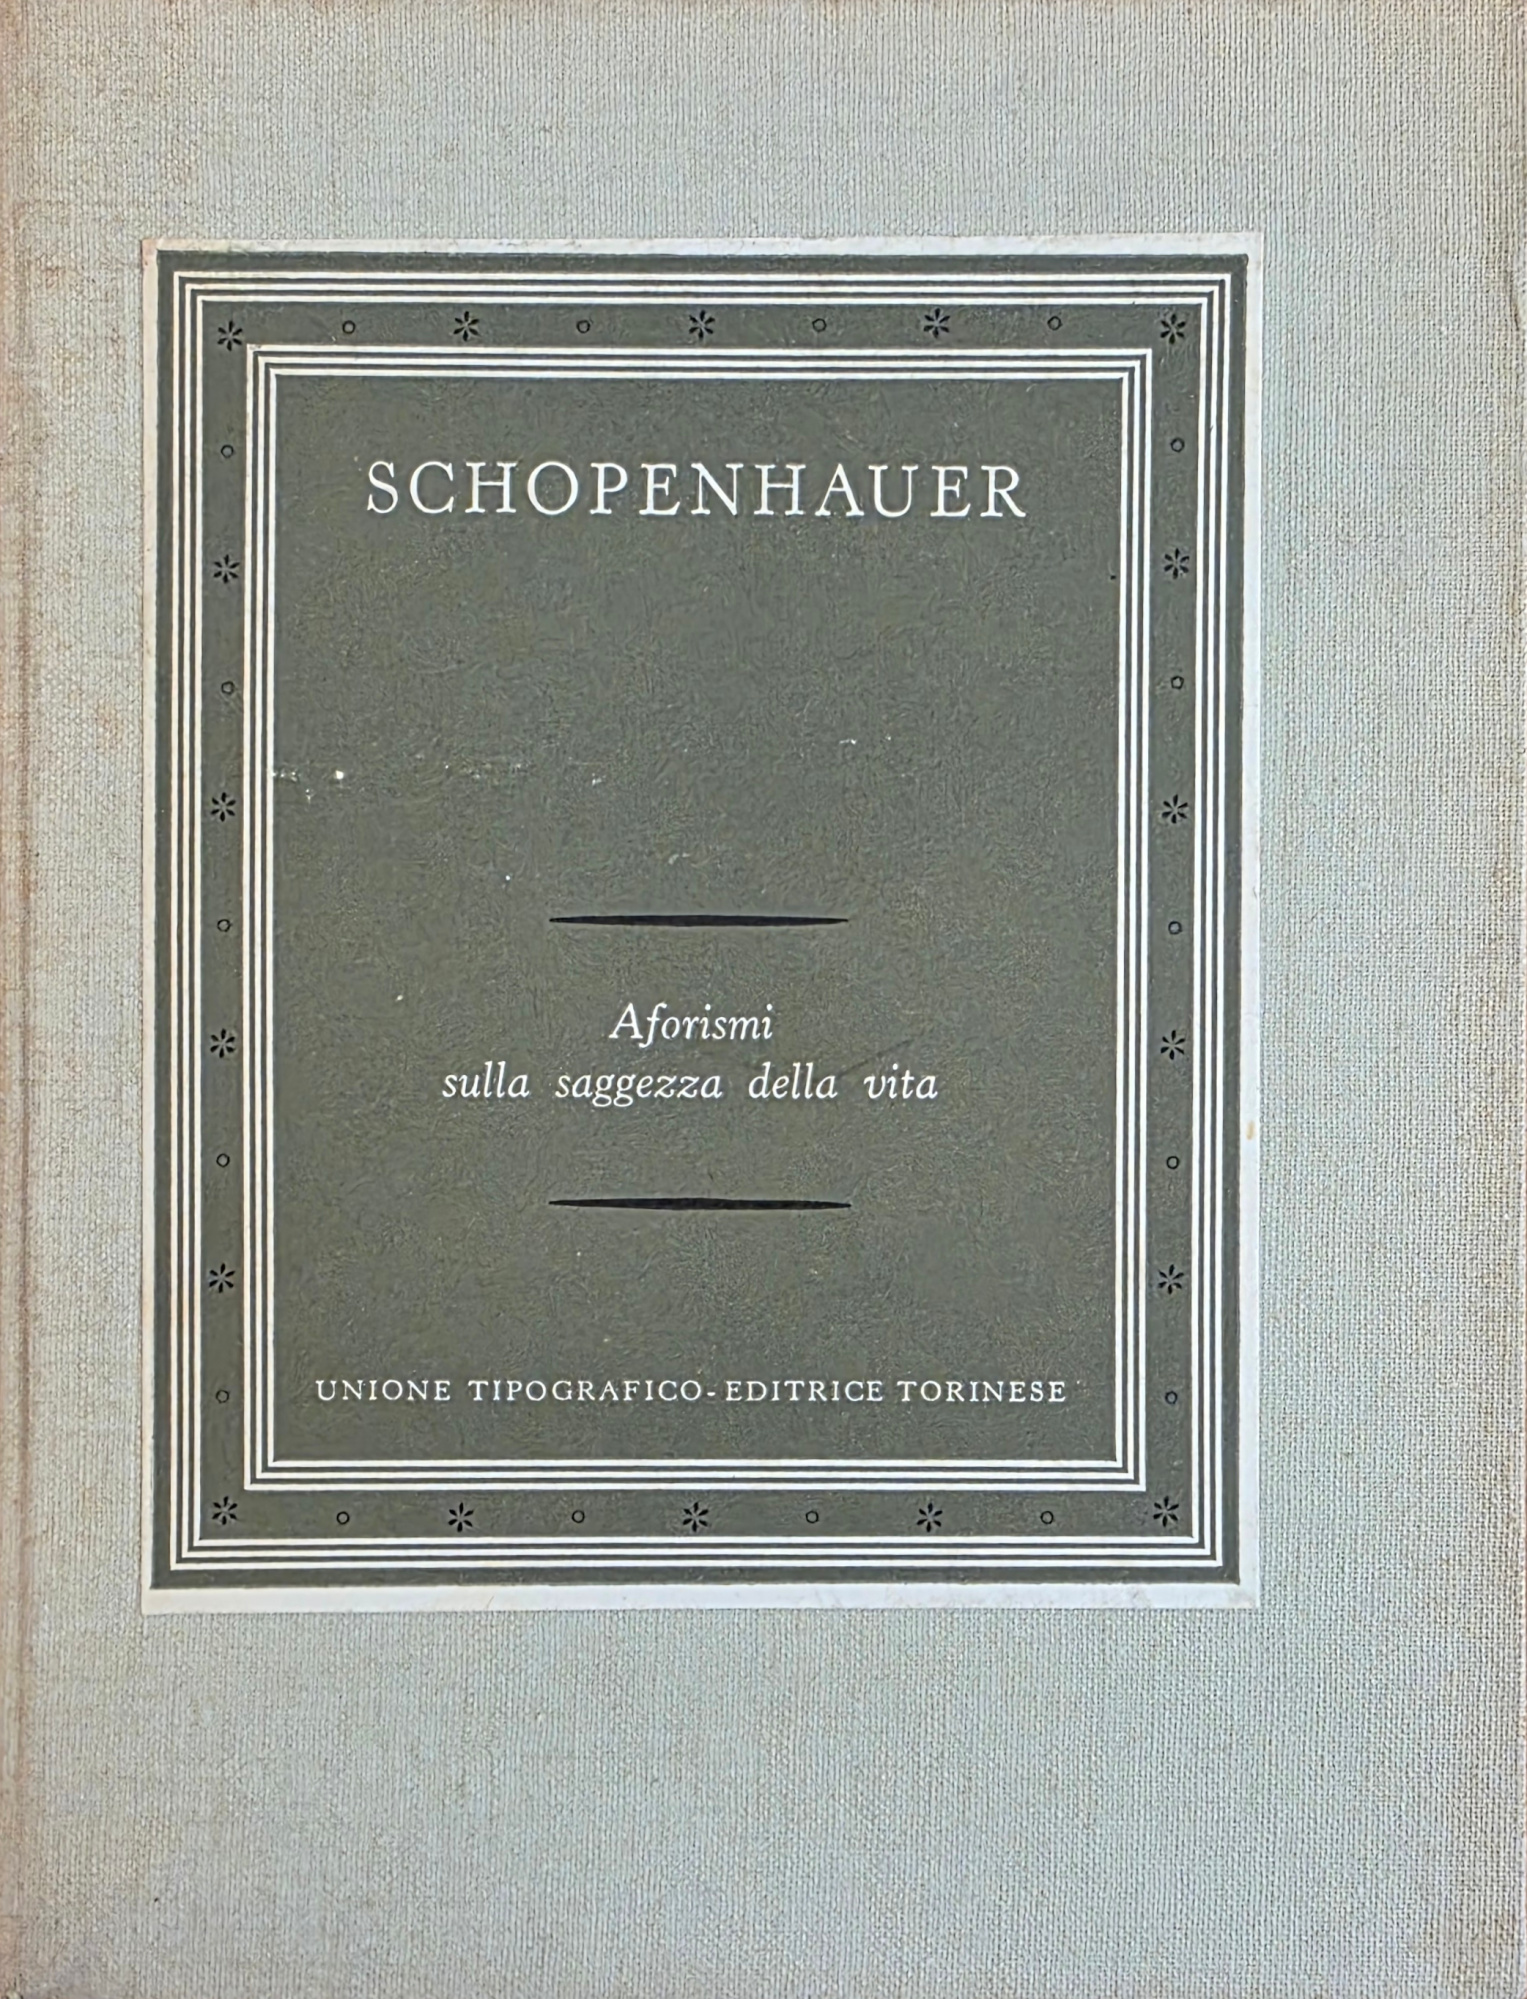 SCHOPENHAUER
Aforismi
sulla saggezza della vita
UNIONE TIPOGRAFICO-EDITRICE TORINESE